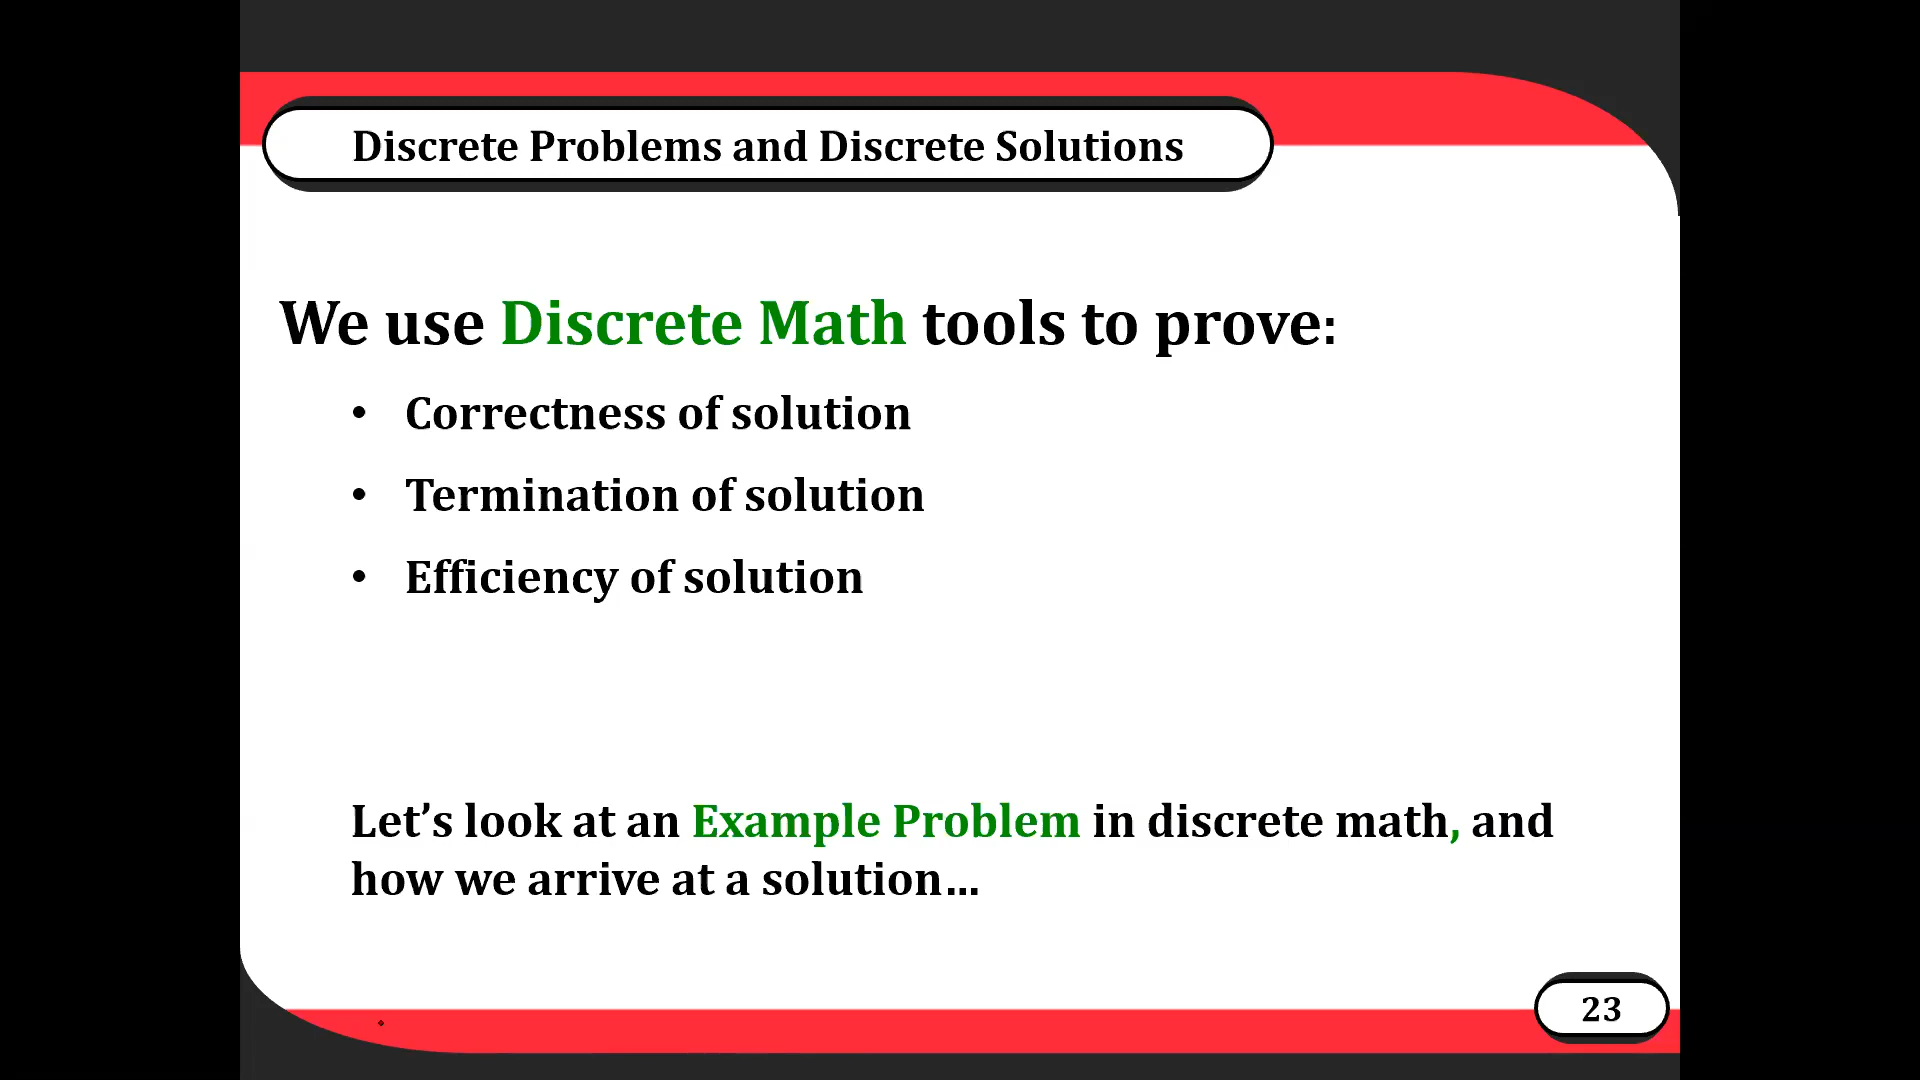 Discrete Problems and Discrete Solutions
We use Discrete Math tools to prove:
• Correctness of solution
• Termination of solution
• Efficiency of solution
Let’s look at an Example Problem in discrete math, and
how we arrive at a solution…
23